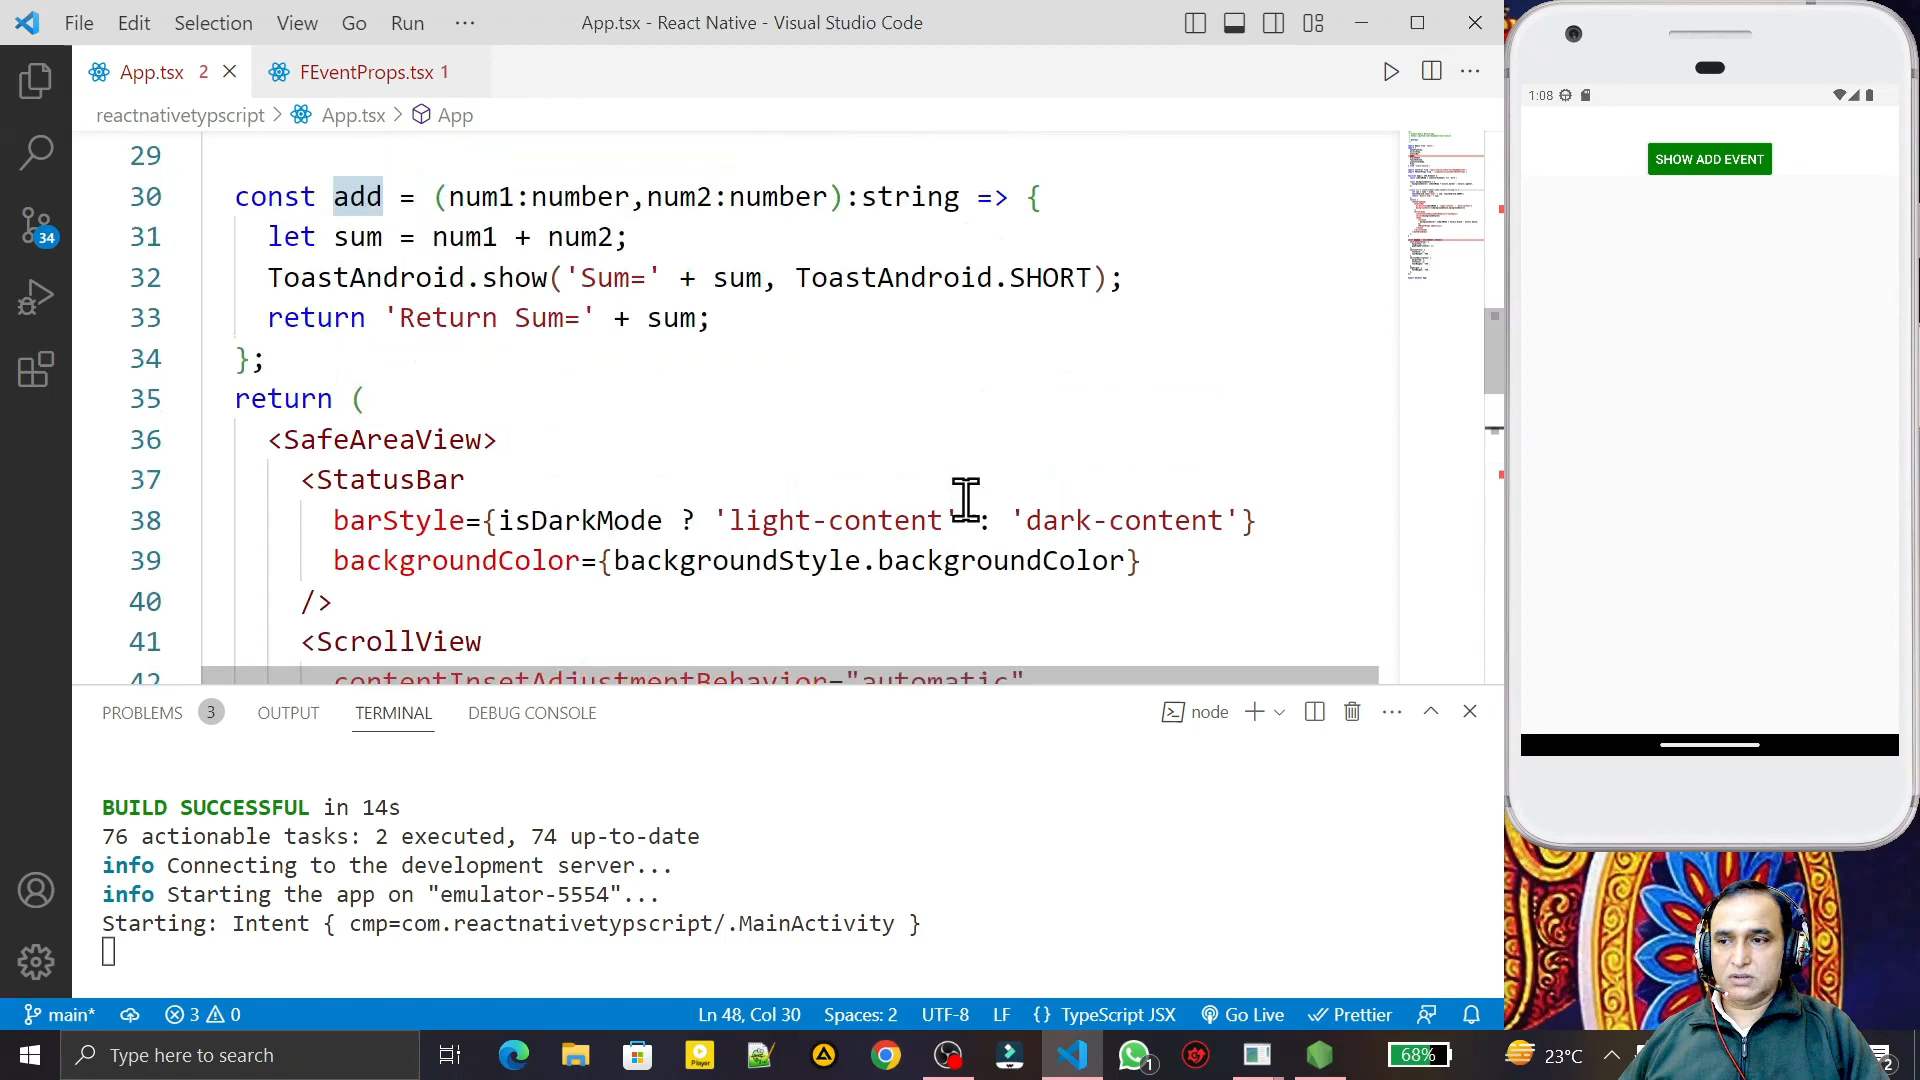 File Edit Selection View Go Run ··· App.tsx - React Native - Visual Studio Code
App.tsx 2 FEventProps.tsx 1
reactnativetypscript > App.tsx > App
29
30 const add = (num1:number,num2:number):string => {
31 let sum = num1 + num2;
32 ToastAndroid.show('Sum=' + sum, ToastAndroid.SHORT);
33 return 'Return Sum=' + sum;
34 };
35 return (
36 <SafeAreaView>
37 <StatusBar
38 barStyle={isDarkMode ? 'light-content' : 'dark-content'}
39 backgroundColor={backgroundStyle.backgroundColor}
40 />
41 <ScrollView
42 contentInsetAdjustmentBehavior="automatic"
PROBLEMS 3 OUTPUT TERMINAL DEBUG CONSOLE node
BUILD SUCCESSFUL in 14s
76 actionable tasks: 2 executed, 74 up-to-date
info Connecting to the development server...
info Starting the app on "emulator-5554"...
Starting: Intent { cmp=com.reactnativetypscript/.MainActivity }
34
main* 3 0 Ln 48, Col 30 Spaces: 2 UTF-8 LF {} TypeScript JSX Go Live Prettier
Type here to search Player 1 68% 23°C 2
1:08
SHOW ADD EVENT